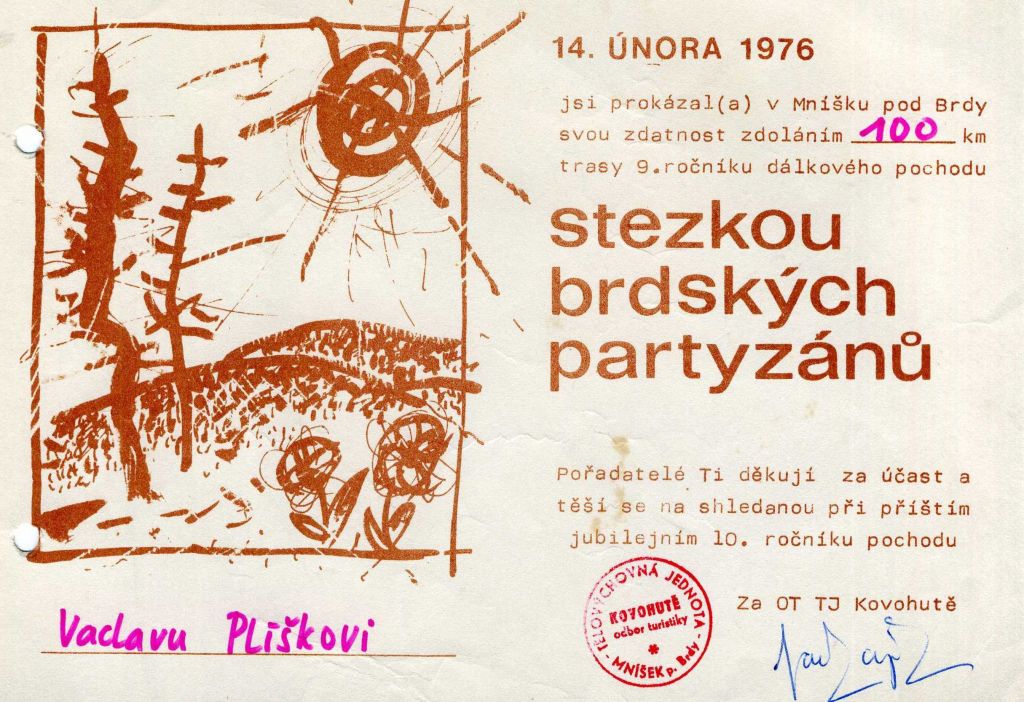 14. ÚNORA 1976
jsi prokázal(a) v Mníšku pod Brdy
svou zdatnost zdoláním 100 km
trasy 9.ročníku dálkového pochodu
stezkou
brdských
partyzánů
Pořadatelé Ti děkují za účast a
těší se na shledanou při příštím
jubilejním 10. ročníku pochodu
Za OT TJ Kovohutě
TĚLOVÝCHOVNÁ JEDNOTA
KOVOHUTĚ
odbor turistiky
*
- MNÍŠEK p. Brdy -
Vaclavu Plíškovi